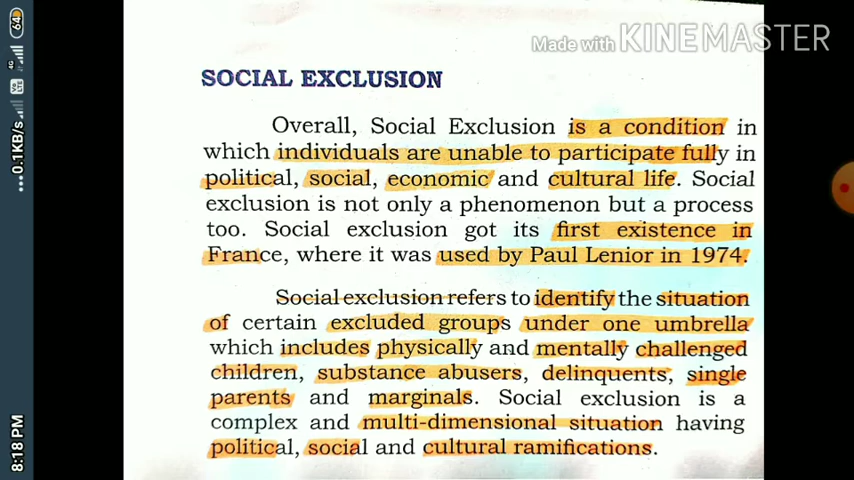 Made with KINEMASTER
SOCIAL EXCLUSION
Overall, Social Exclusion is a condition in
which individuals are unable to participate fully in
political, social, economic and cultural life. Social
exclusion is not only a phenomenon but a process
too. Social exclusion got its first existence in
France, where it was used by Paul Lenior in 1974.
Social exclusion refers to identify the situation
of certain excluded groups under one umbrella
which includes physically and mentally challenged
children, substance abusers, delinquents, single
parents and marginals. Social exclusion is a
complex and multi-dimensional situation having
political, social and cultural ramifications.
64
4G
...0.1KB/s
8:18 PM